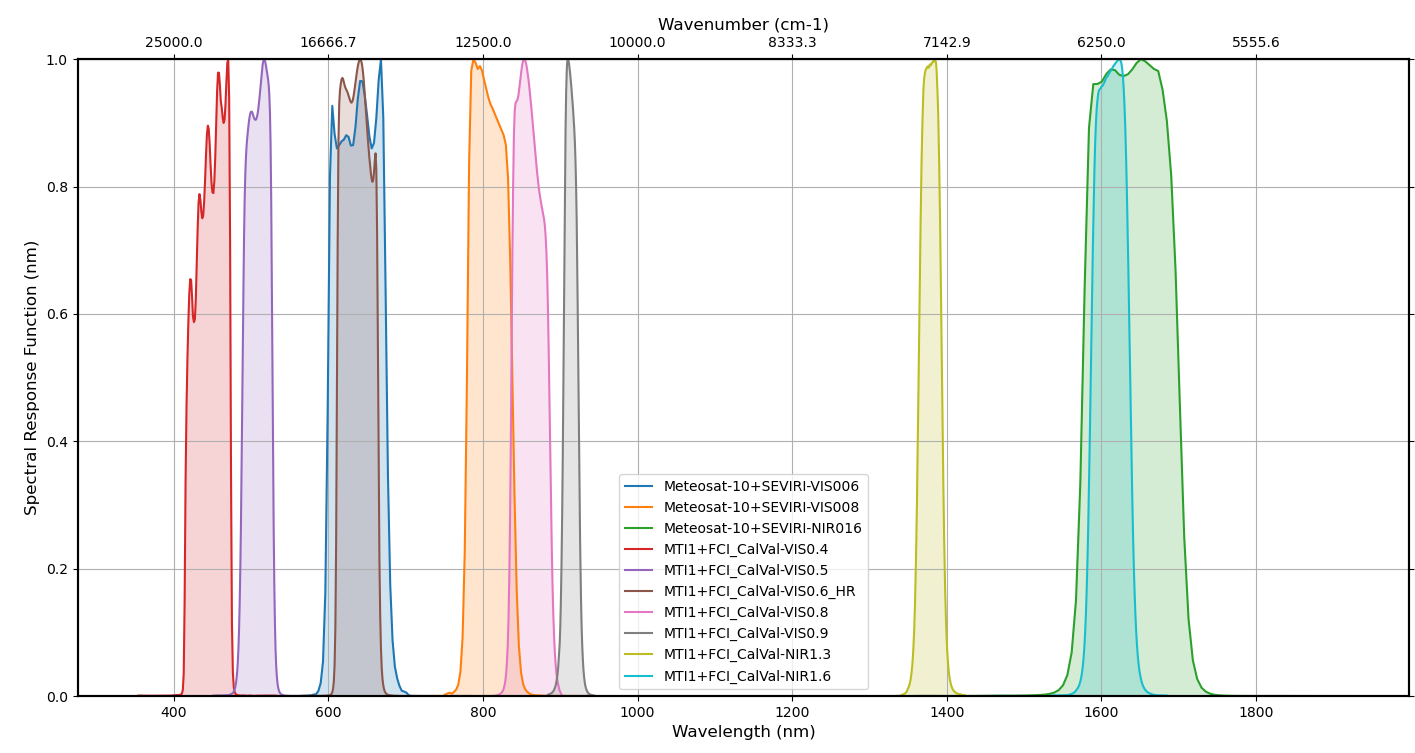 Wavenumber (cm-1)
25000.0 16666.7 12500.0 10000.0 8333.3 7142.9 6250.0 5555.6
1.0
0.8
0.6
0.4
0.2
0.0
Spectral Response Function (nm)
Meteosat-10+SEVIRI-VIS006
Meteosat-10+SEVIRI-VIS008
Meteosat-10+SEVIRI-NIR016
MTI1+FCI_CalVal-VIS0.4
MTI1+FCI_CalVal-VIS0.5
MTI1+FCI_CalVal-VIS0.6_HR
MTI1+FCI_CalVal-VIS0.8
MTI1+FCI_CalVal-VIS0.9
MTI1+FCI_CalVal-NIR1.3
MTI1+FCI_CalVal-NIR1.6
400 600 800 1000 1200 1400 1600 1800
Wavelength (nm)